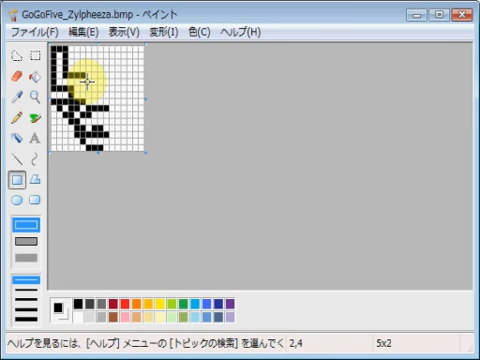 GoGoFive_Zylpheeza.bmp - ペイント
ファイル(F) 編集(E) 表示(V) 変形(I) 色(C) ヘルプ(H)
A
ヘルプを見るには、[ヘルプ] メニューの [トピックの検索] を選んでく 2,4 5x2